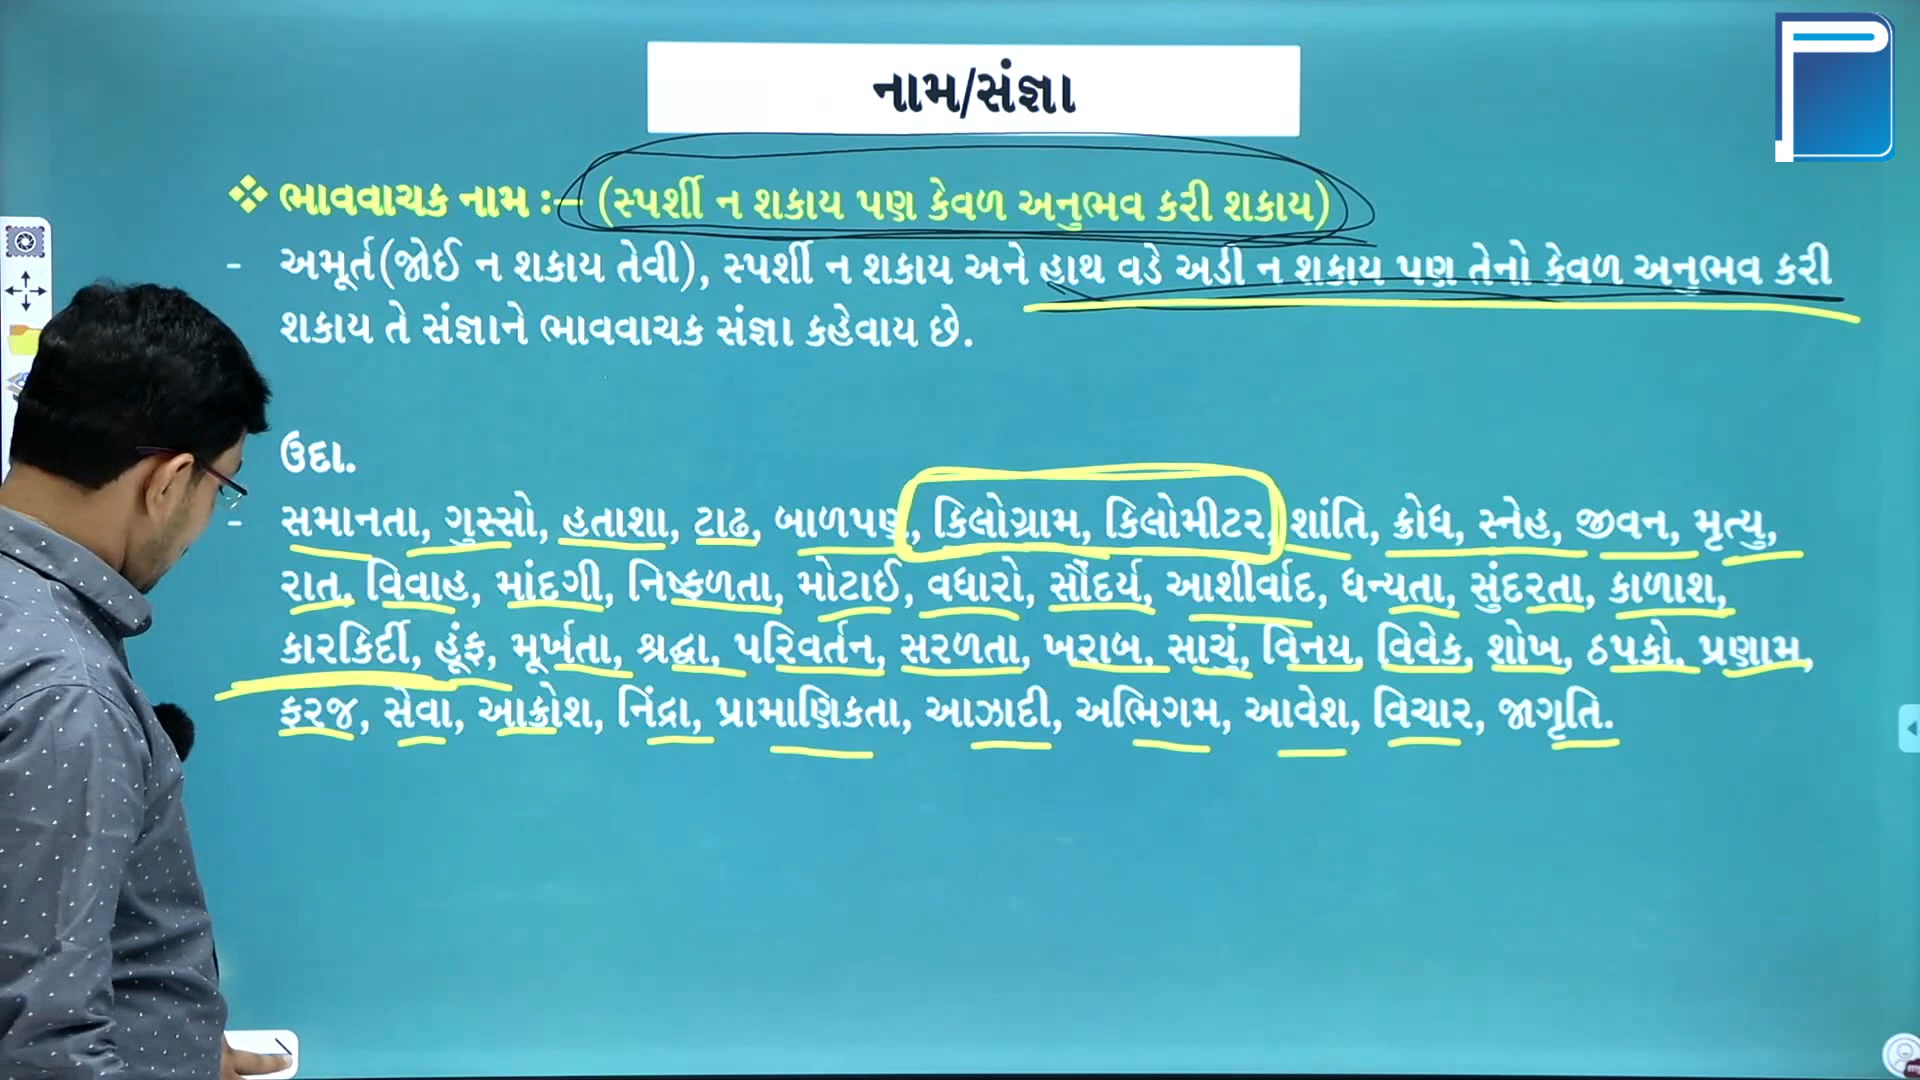 નામ/સંજ્ઞા
❖ ભાવવાચક નામ :– (સ્પર્શી ન શકાય પણ કેવળ અનુભવ કરી શકાય)
- અમૂર્ત(જોઈ ન શકાય તેવી), સ્પર્શી ન શકાય અને હાથ વડે અડી ન શકાય પણ તેનો કેવળ અનુભવ કરી
શકાય તે સંજ્ઞાને ભાવવાચક સંજ્ઞા કહેવાય છે.
ઉદા.
- સમાનતા, ગુસ્સો, હતાશા, ટાઢ, બાળપણ, કિલોગ્રામ, કિલોમીટર, શાંતિ, ક્રોધ, સ્નેહ, જીવન, મૃત્યુ,
રાત, વિવાહ, માંદગી, નિષ્ફળતા, મોટાઈ, વધારો, સૌંદર્ય, આશીર્વાદ, ધન્યતા, સુંદરતા, કાળાશ,
કારકિર્દી, હૂંફ, મૂર્ખતા, શ્રદ્ધા, પરિવર્તન, સરળતા, ખરાબ, સાચું, વિનય, વિવેક, શોખ, ઠપકો, પ્રણામ,
ફરજ, સેવા, આક્રોશ, નિંદ્રા, પ્રામાણિકતા, આઝાદી, અભિગમ, આવેશ, વિચાર, જાગૃતિ.